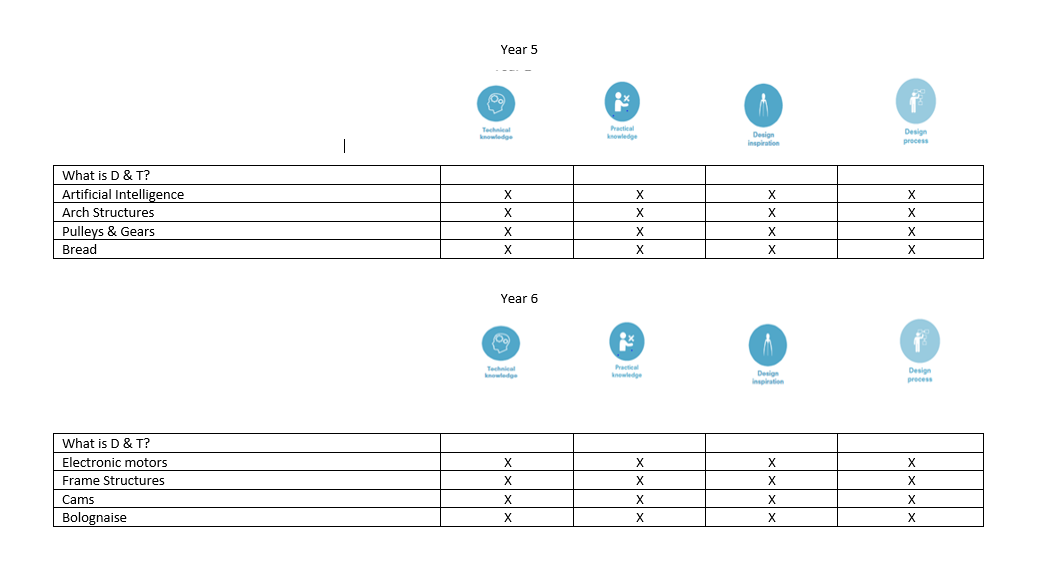 Year 5
Technical knowledge Practical knowledge Design inspiration Design process
What is D & T?
Artificial Intelligence X X X X
Arch Structures X X X X
Pulleys & Gears X X X X
Bread X X X X
Year 6
Technical knowledge Practical knowledge Design inspiration Design process
What is D & T?
Electronic motors X X X X
Frame Structures X X X X
Cams X X X X
Bolognaise X X X X